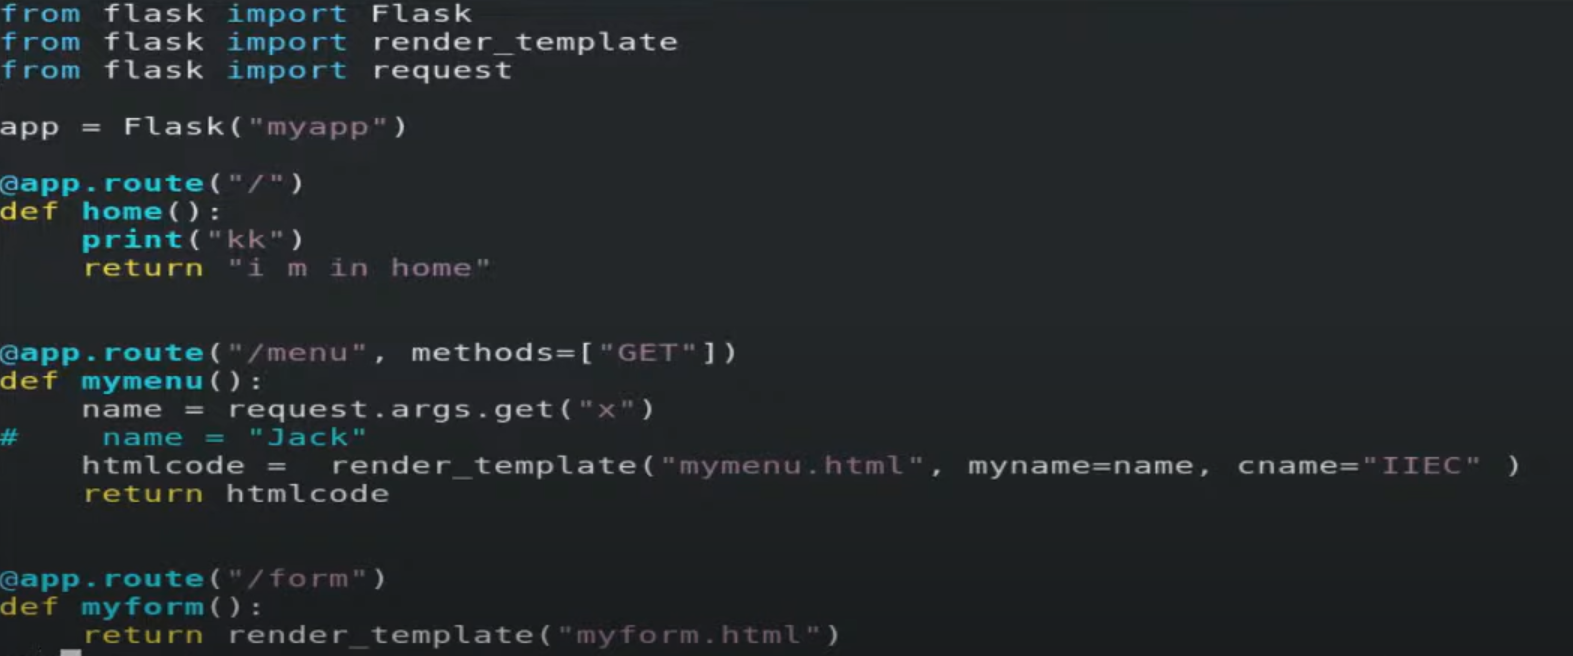 from flask import Flask
from flask import render_template
from flask import request
app = Flask("myapp")
@app.route("/")
def home():
    print("kk")
    return "i m in home"
@app.route("/menu", methods=["GET"])
def mymenu():
    name = request.args.get("x")
#    name = "Jack"
    htmlcode =  render_template("mymenu.html", myname=name, cname="IIEC" )
    return htmlcode
@app.route("/form")
def myform():
    return render_template("myform.html")